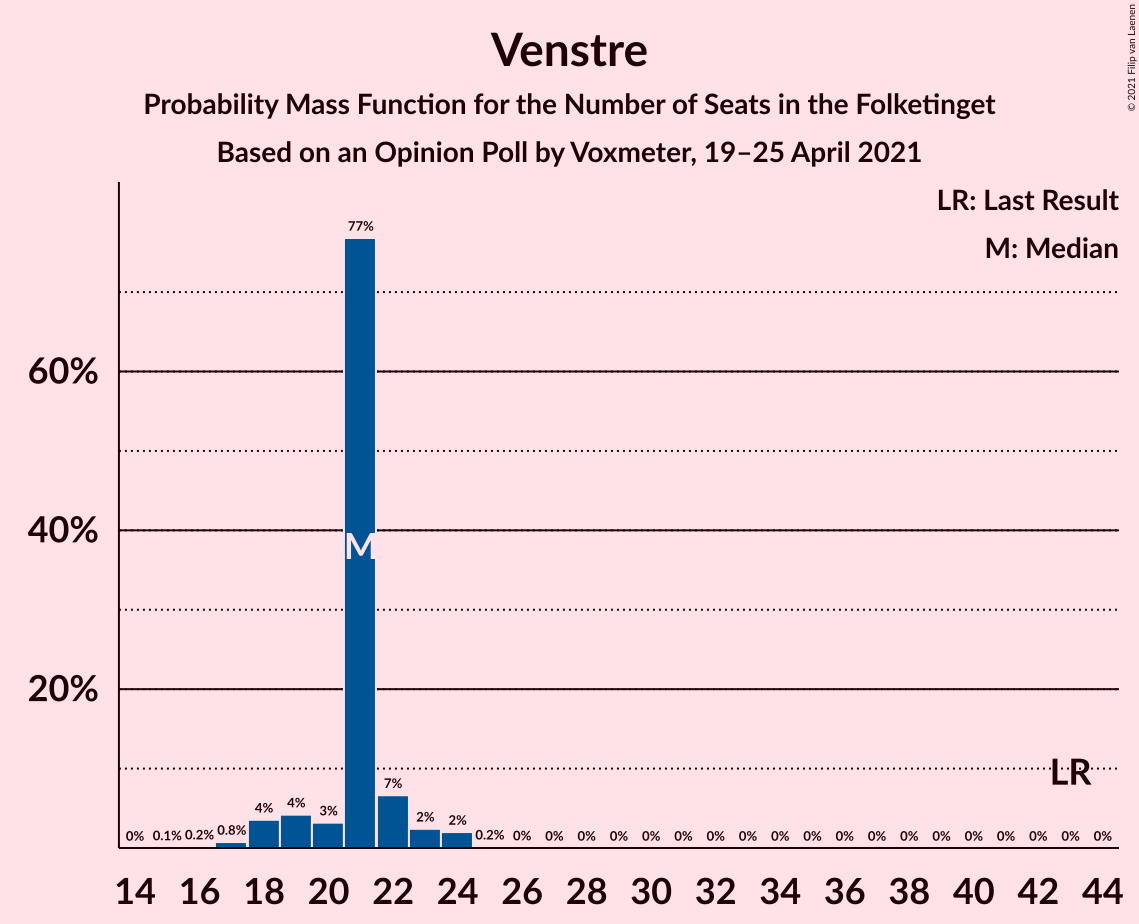 Venstre
Probability Mass Function for the Number of Seats in the Folketinget
Based on an Opinion Poll by Voxmeter, 19–25 April 2021
© 2021 Filip van Laenen
LR: Last Result
M: Median
77%
60%
40%
M
20%
LR
0% 0.1% 0.2% 0.8% 4% 4% 3% 7% 2% 2% 0.2% 0% 0% 0% 0% 0% 0% 0% 0% 0% 0% 0% 0% 0% 0% 0% 0% 0% 0% 0%
14 16 18 20 22 24 26 28 30 32 34 36 38 40 42 44